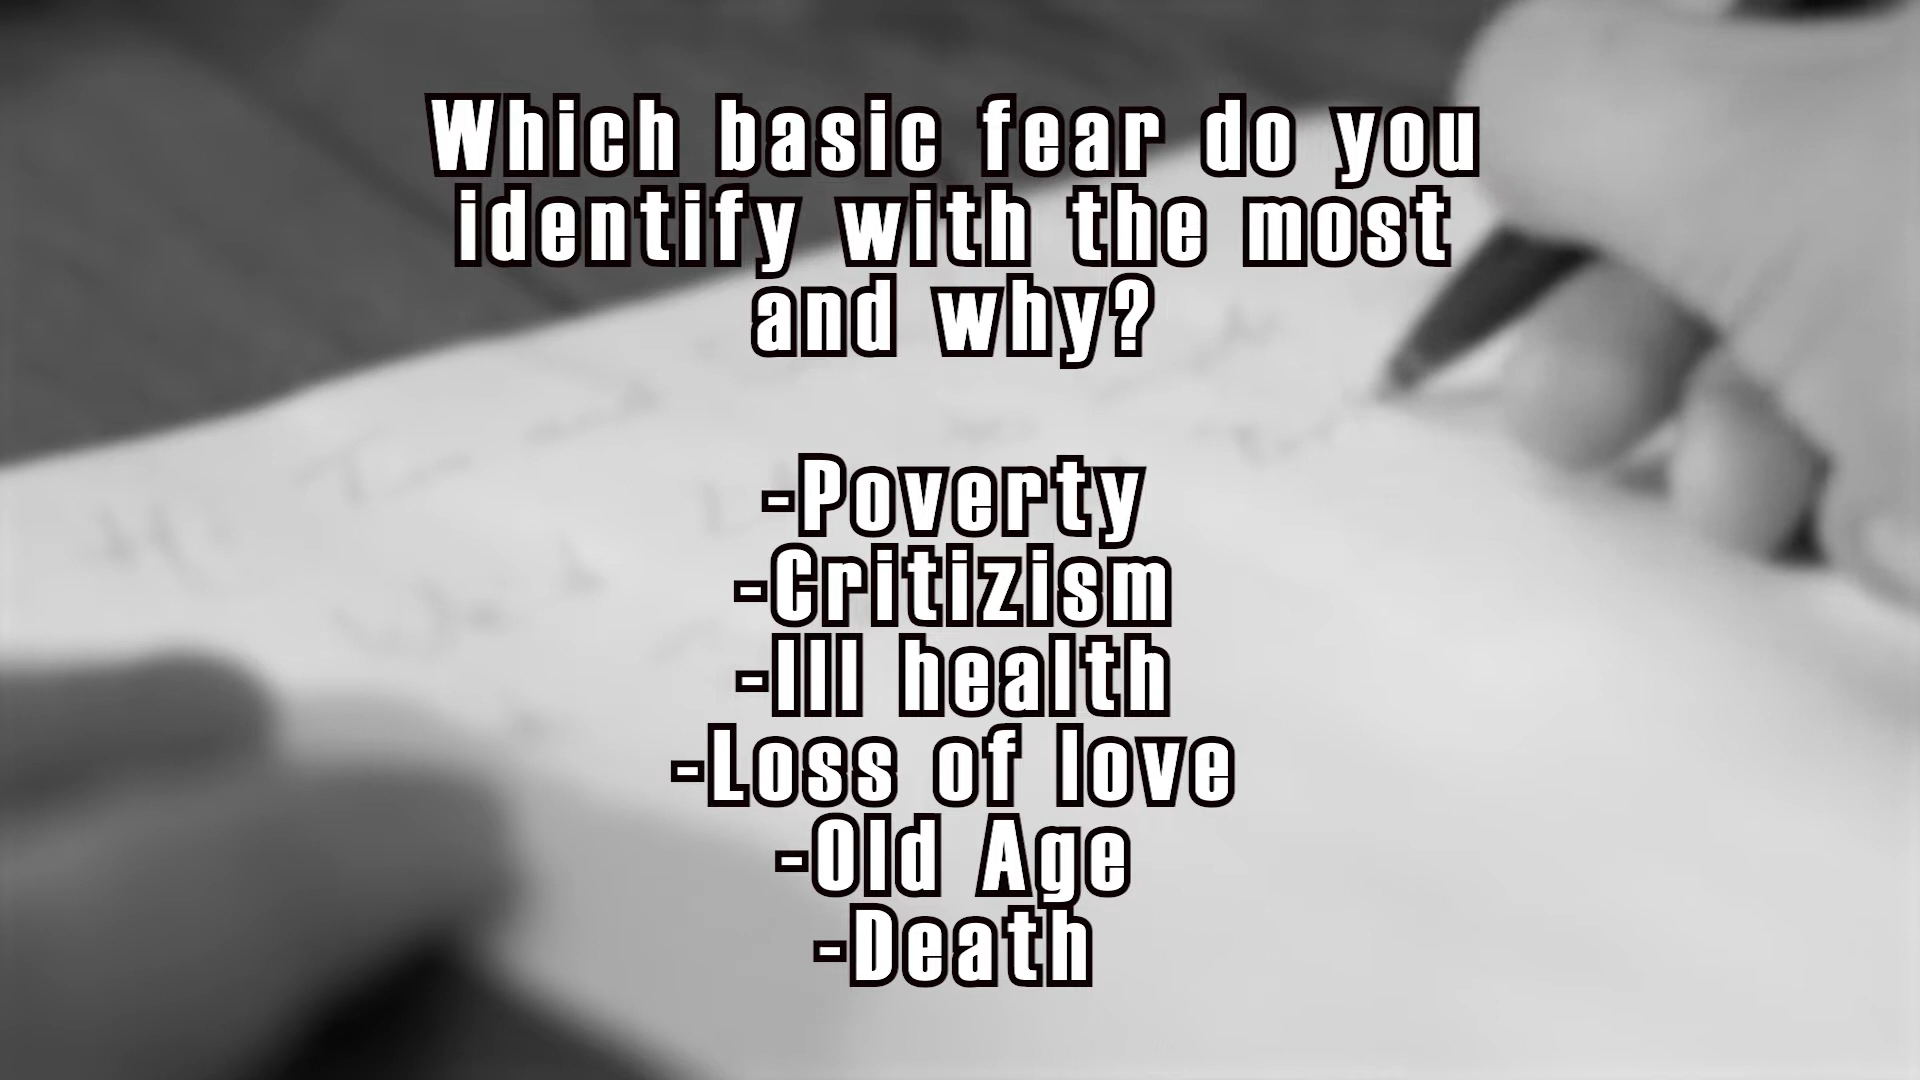 Which basic fear do you
identify with the most
and why?
-Poverty
-Critizism
-Ill health
-Loss of love
-Old Age
-Death